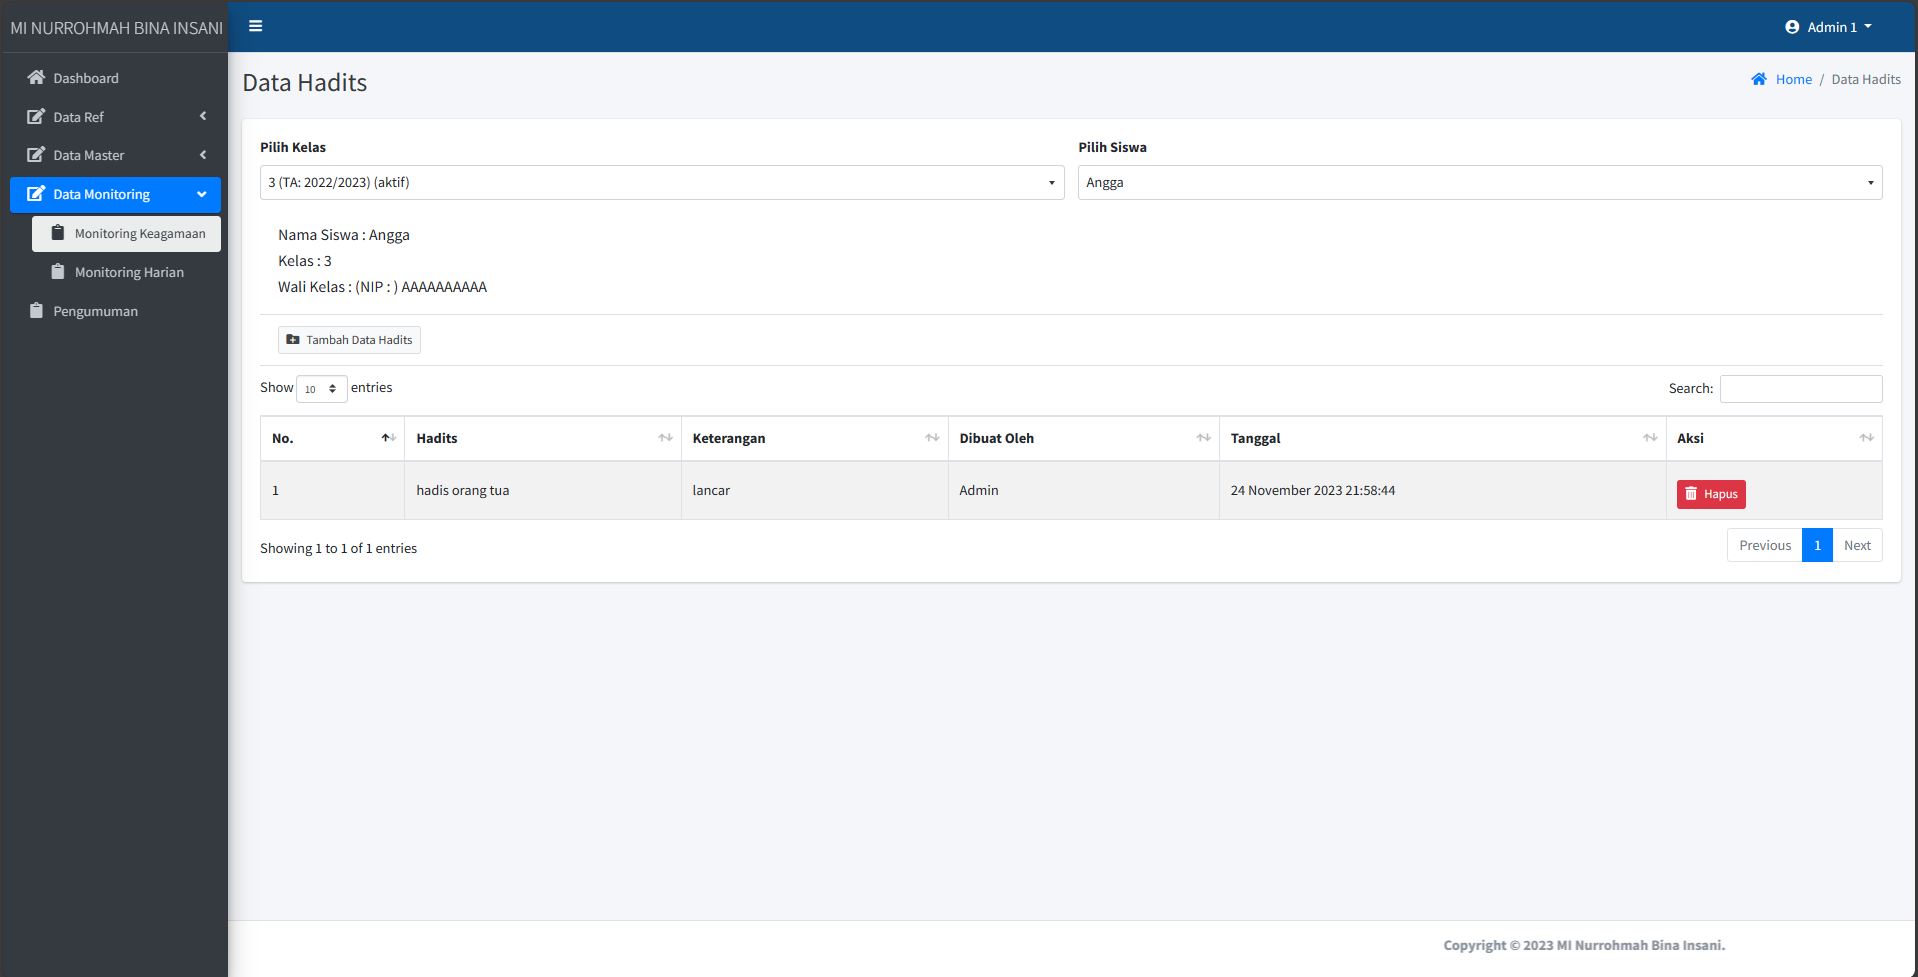 MI NURROHMAH BINA INSANI
Admin 1
Dashboard
Data Ref
Data Master
Data Monitoring
Monitoring Keagamaan
Monitoring Harian
Pengumuman
Data Hadits
Home / Data Hadits
Pilih Kelas
3 (TA: 2022/2023) (aktif)
Pilih Siswa
Angga
Nama Siswa : Angga
Kelas : 3
Wali Kelas : (NIP : ) AAAAAAAAAA
Tambah Data Hadits
Show 10 entries
Search:
No. Hadits Keterangan Dibuat Oleh Tanggal Aksi
1 hadis orang tua lancar Admin 24 November 2023 21:58:44 Hapus
Showing 1 to 1 of 1 entries
Previous 1 Next
Copyright © 2023 MI Nurrohmah Bina Insani.